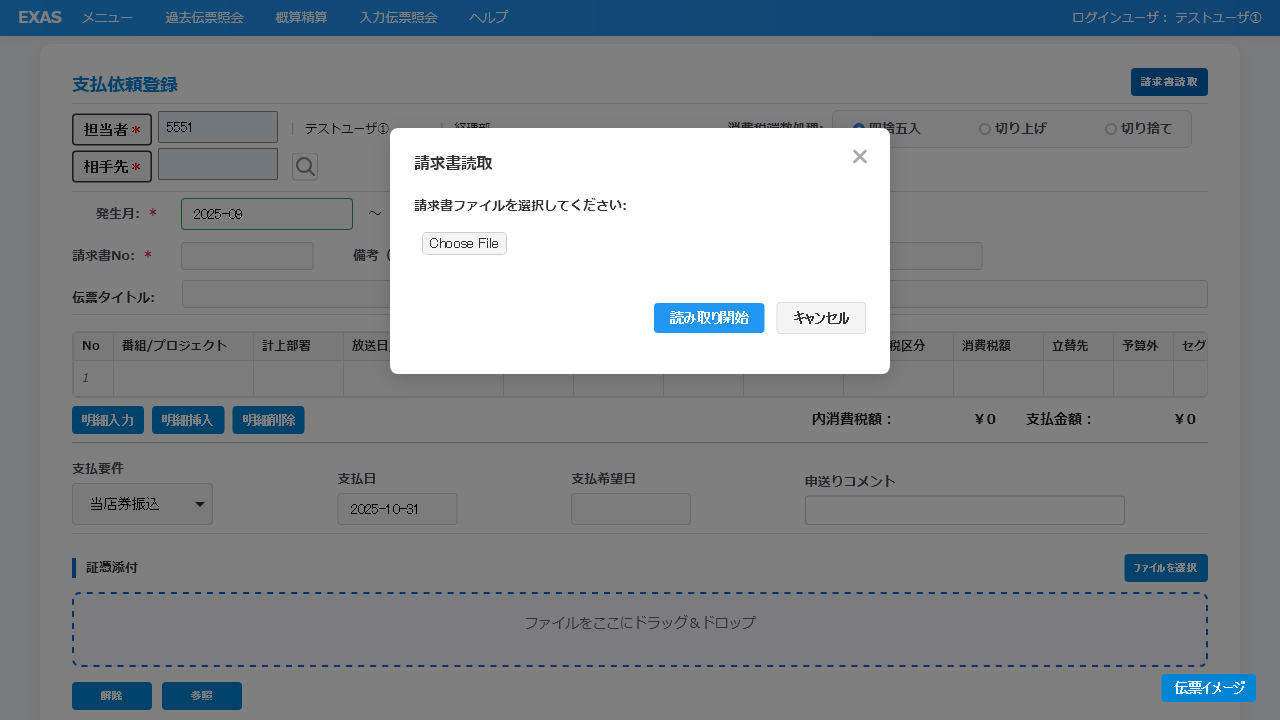 EXAS メニュー 過去伝票照会 概算精算 入力伝票照会 ヘルプ ログインユーザ： テストユーザ①
支払依頼登録 請求書読取
担当者* 5551 | テストユーザ① | 経理部 消費税端数処理: 四捨五入 切り上げ 切り捨て
相手先*
発生月: * 2025-09 ～
請求書No: * 備考（
伝票タイトル:
請求書読取 ×
請求書ファイルを選択してください:
Choose File
読み取り開始 キャンセル
No 番組/プロジェクト 計上部署 放送日 税区分 消費税額 立替先 予算外 セグ
1
明細入力 明細挿入 明細削除 内消費税額： ￥0 支払金額： ￥0
支払要件 支払日 支払希望日 申送りコメント
当店券振込 2025-10-31
証憑添付 ファイルを選択
ファイルをここにドラッグ＆ドロップ
解除 参照 伝票イメージ